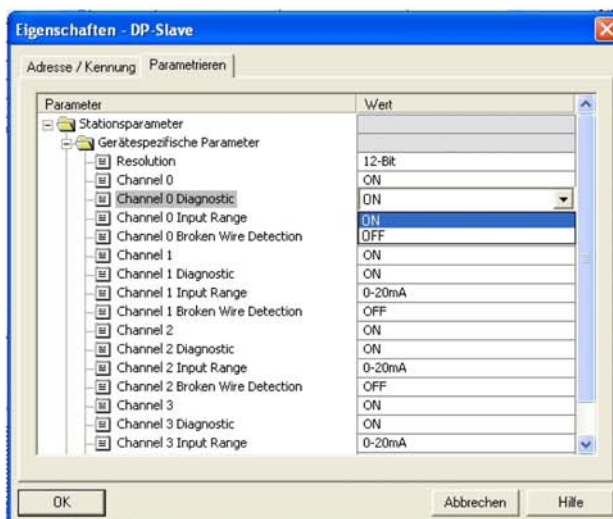 Eigenschaften - DP-Slave
Adresse / Kennung Parametrieren
Parameter Wert
Stationsparameter
Gerätespezifische Parameter
Resolution 12-Bit
Channel 0 ON
Channel 0 Diagnostic ON
Channel 0 Input Range ON
Channel 0 Broken Wire Detection OFF
Channel 1 ON
Channel 1 Diagnostic ON
Channel 1 Input Range 0-20mA
Channel 1 Broken Wire Detection OFF
Channel 2 ON
Channel 2 Diagnostic ON
Channel 2 Input Range 0-20mA
Channel 2 Broken Wire Detection OFF
Channel 3 ON
Channel 3 Diagnostic ON
Channel 3 Input Range 0-20mA
OK Abbrechen Hilfe